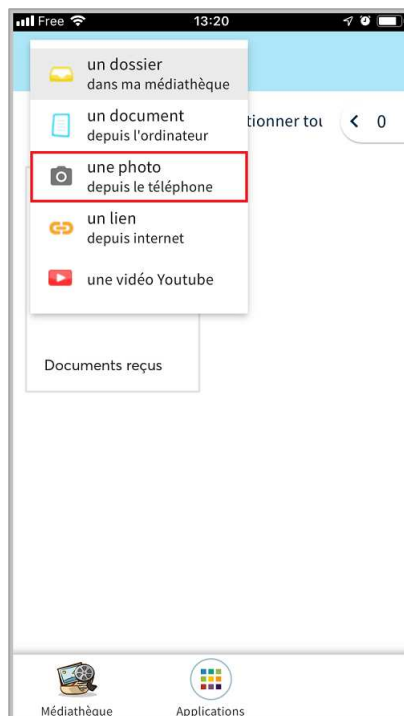 Free 13:20
un dossier
dans ma médiathèque
un document
depuis l'ordinateur
tionner tou 0
une photo
depuis le téléphone
un lien
depuis internet
une vidéo Youtube
Documents reçus
Médiathèque Applications